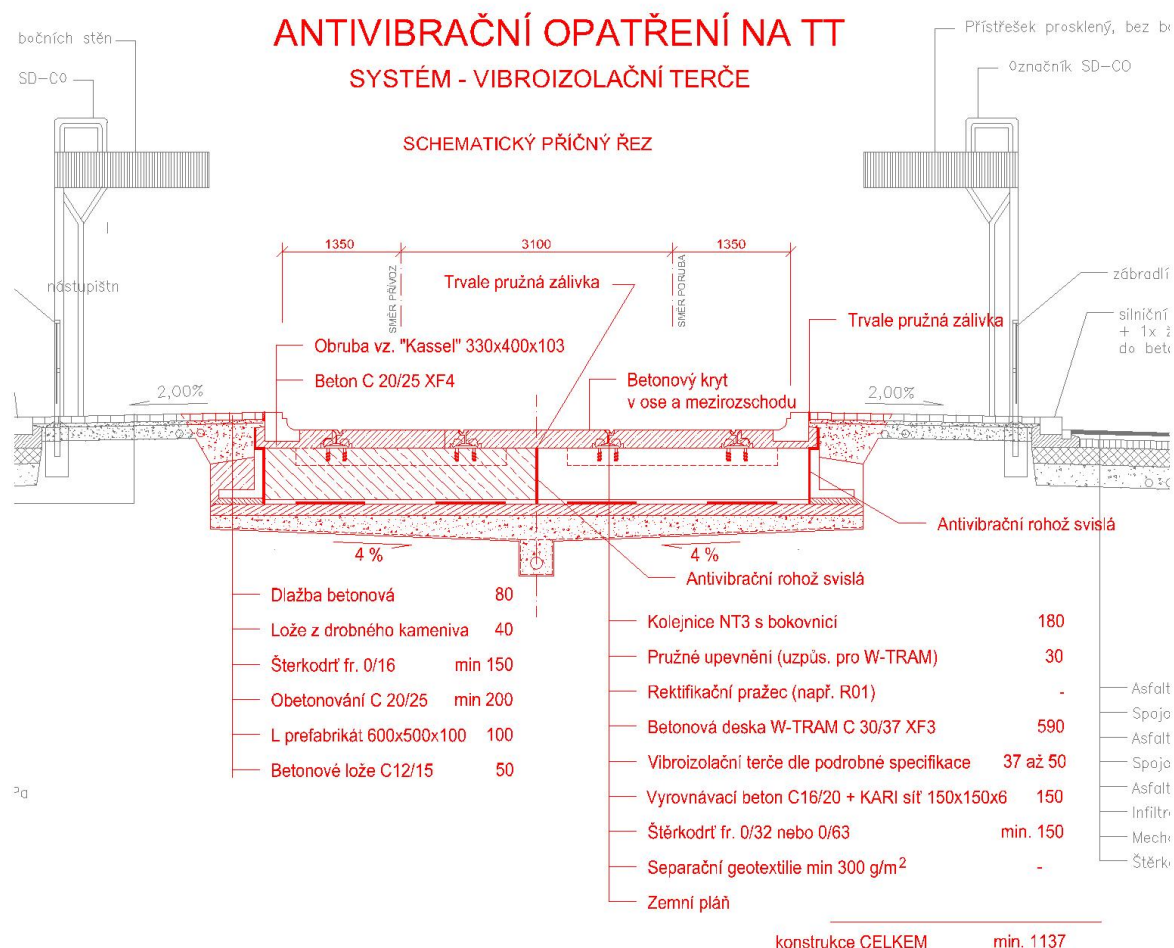 ANTIVIBRAČNÍ OPATŘENÍ NA TT
SYSTÉM - VIBROIZOLAČNÍ TERČE
SCHEMATICKÝ PŘÍČNÝ ŘEZ
bočních stěn
SD-CO
Přístřešek prosklený, bez
Označník SD-CO
1350
3100
1350
SMĚR PŘÍVOZ
SMĚR PORUBA
nástupištn
Trvale pružná zálivka
zábradlí
Trvale pružná zálivka
silniční
+ 1x
do
Obruba vz. "Kassel" 330x400x103
Beton C 20/25 XF4
Betonový kryt
v ose a mezirozschodu
2,00%
2,00%
Antivibrační rohož svislá
4 %
4 %
Antivibrační rohož svislá
Dlažba betonová 80
Lože z drobného kameniva 40
Šterkodrť fr. 0/16 min 150
Obetonování C 20/25 min 200
L prefabrikát 600x500x100 100
Betonové lože C12/15 50
Kolejnice NT3 s bokovnicí 180
Pružné upevnění (uzpůs. pro W-TRAM) 30
Rektifikační pražec (např. R01) -
Betonová deska W-TRAM C 30/37 XF3 590
Vibroizolační terče dle podrobné specifikace 37 až 50
Vyrovnávací beton C16/20 + KARI síť 150x150x6 150
Štěrkodrť fr. 0/32 nebo 0/63 min. 150
Separační geotextilie min 300 g/m² -
Zemní pláň
konstrukce CELKEM min. 1137
Asfalt
Spojo
Asfalt
Spojo
Asfalt
Infiltr
Mech
Štěrk